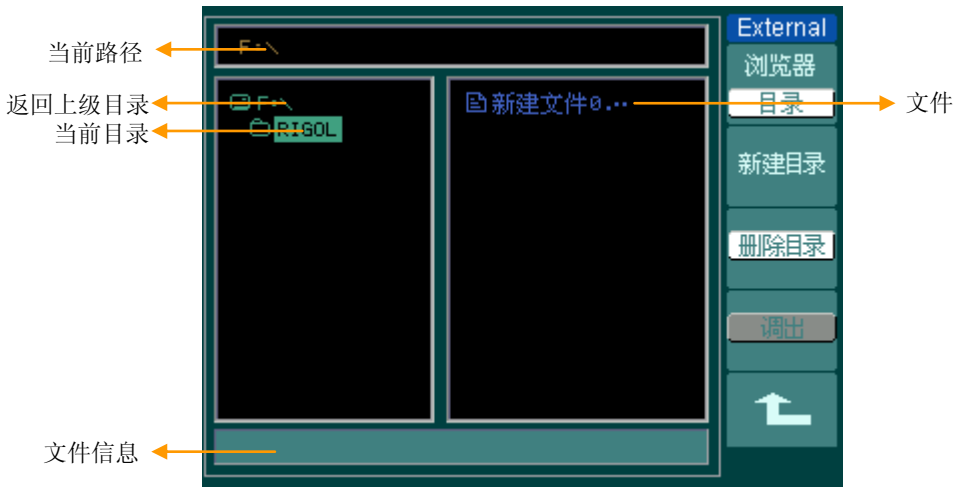 当前路径
返回上级目录
当前目录
文件信息
F:\
F:\
RIGOL
新建文件0.··
External
浏览器
目录
新建目录
删除目录
调出
文件